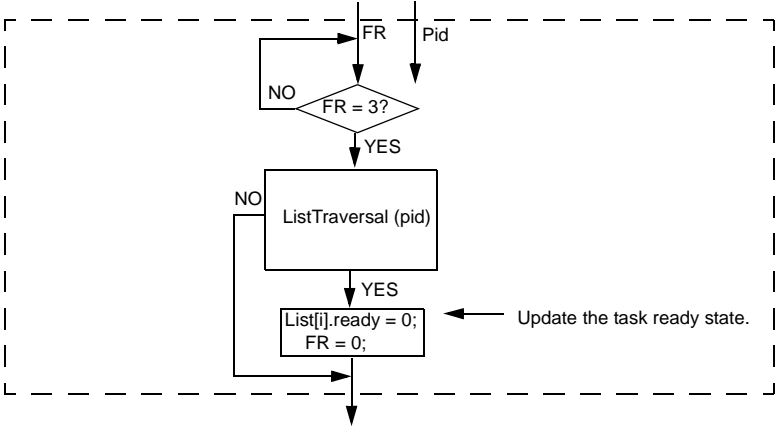 FR
Pid
NO
FR = 3?
YES
NO
ListTraversal (pid)
YES
List[i].ready = 0;
FR = 0;
Update the task ready state.